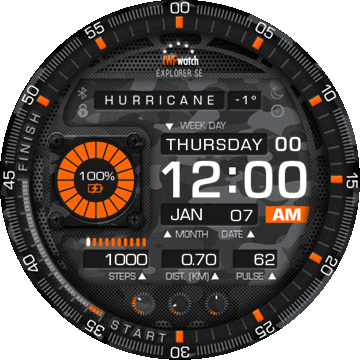 00
05
10
15
20
25
30
35
40
45
50
55
FINISH
START
IWFwatch
EXPLORER SE
HURRICANE -1°
▼ WEEK DAY
THURSDAY 00
12:00
100%
JAN 07 AM
▲ MONTH DATE ▲
1000 0.70 62
STEPS ▲ DIST. (KM) ▲ PULSE ▲